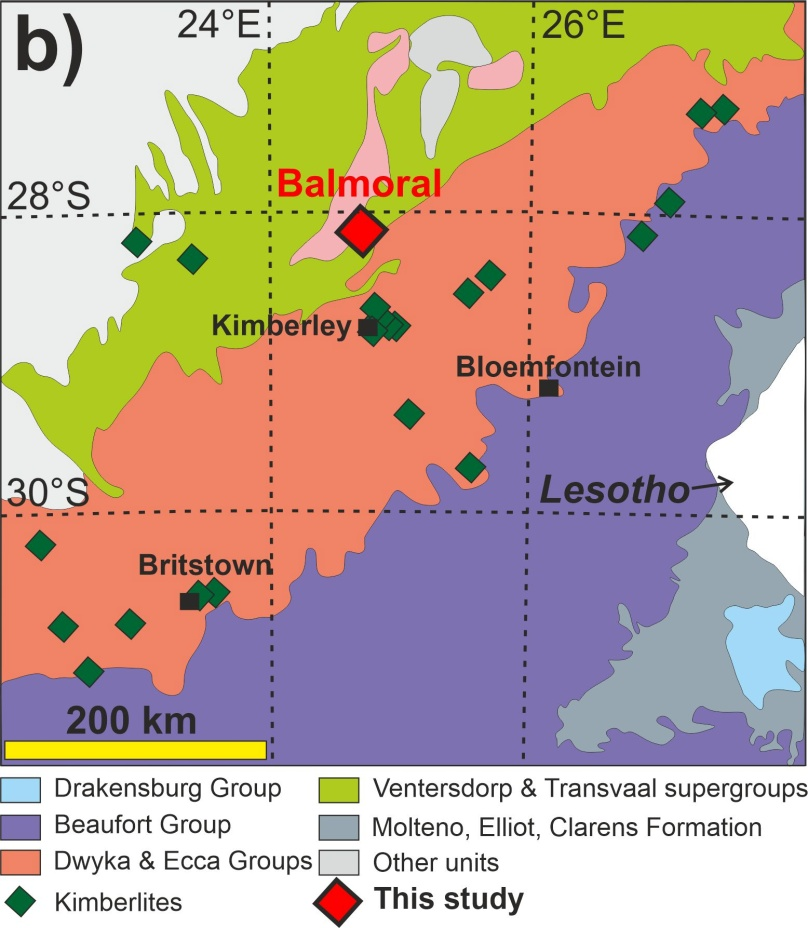 b)
24°E
26°E
28°S
Balmoral
Kimberley
Bloemfontein
30°S
Lesotho
Britstown
200 km
Drakensburg Group
Ventersdorp & Transvaal supergroups
Beaufort Group
Molteno, Elliot, Clarens Formation
Dwyka & Ecca Groups
Other units
Kimberlites
This study